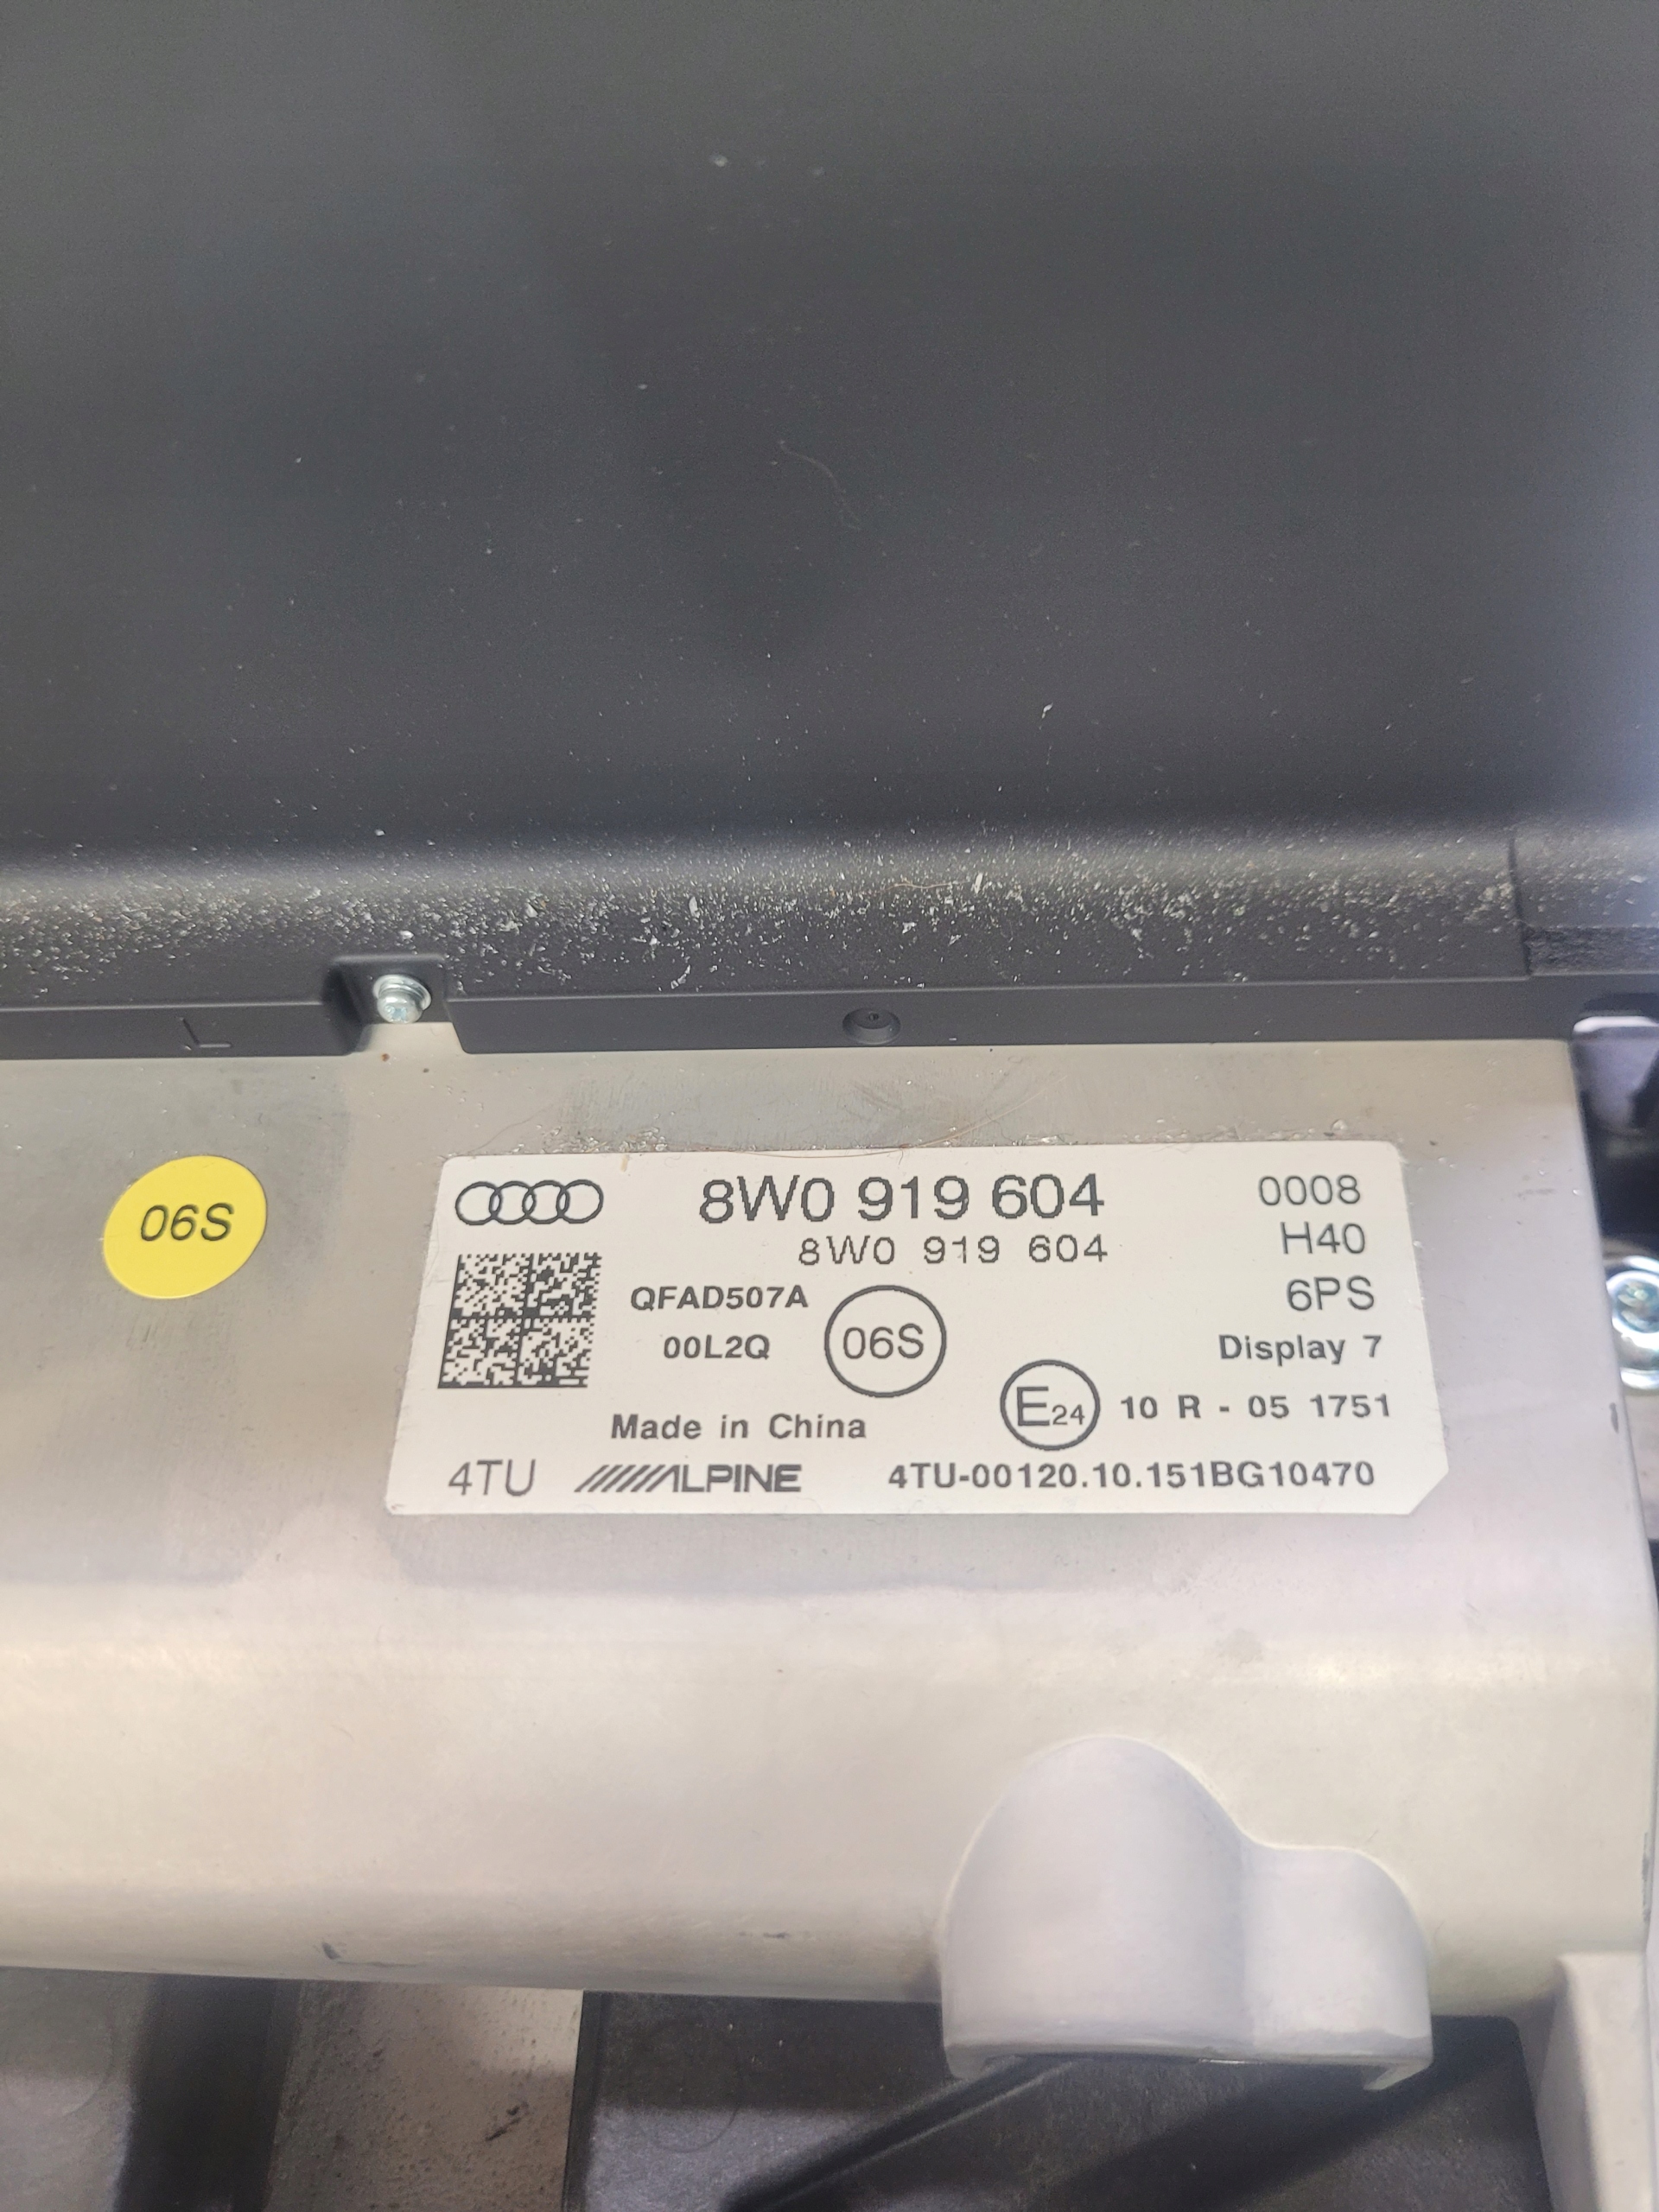 06S
8W0 919 604
0008
8W0 919 604
H40
QFAD507A
6PS
00L2Q
06S
Display 7
E24 10 R - 05 1751
Made in China
4TU ALPINE 4TU-00120.10.151BG10470